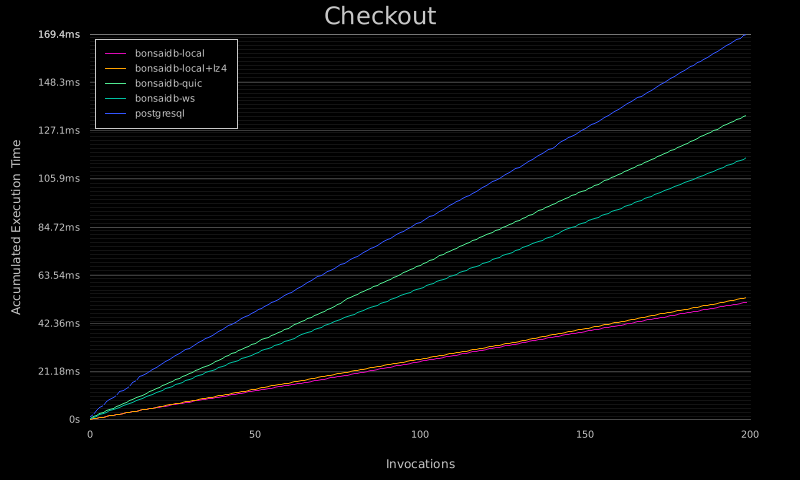 Checkout
169.4ms
148.3ms
127.1ms
105.9ms
84.72ms
63.54ms
42.36ms
21.18ms
0s
bonsaidb-local
bonsaidb-local+lz4
bonsaidb-quic
bonsaidb-ws
postgresql
Accumulated Execution Time
0 50 100 150 200
Invocations